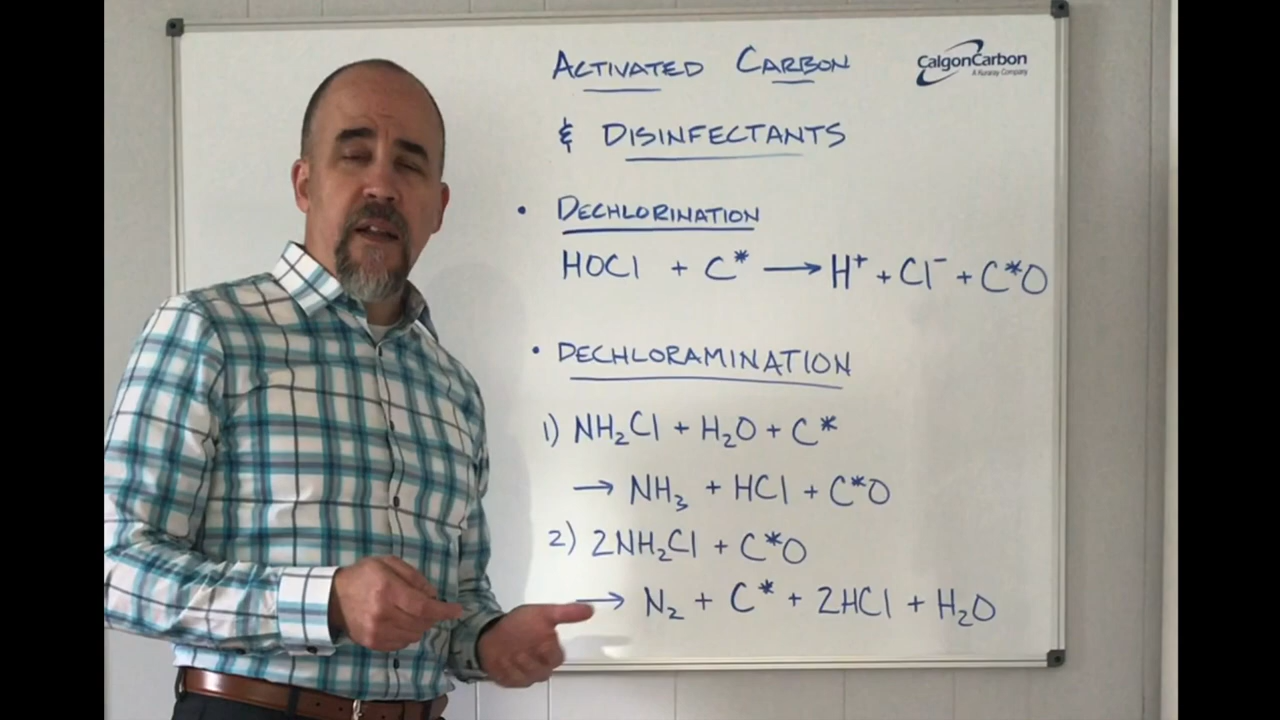 ACTIVATED CARBON
CalgonCarbon
A Kuraray Company
& DISINFECTANTS
• DECHLORINATION
HOCl + C* → H⁺ + Cl⁻ + C*O
• DECHLORAMINATION
1) NH₂Cl + H₂O + C*
→ NH₃ + HCl + C*O
2) 2NH₂Cl + C*O
→ N₂ + C* + 2HCl + H₂O